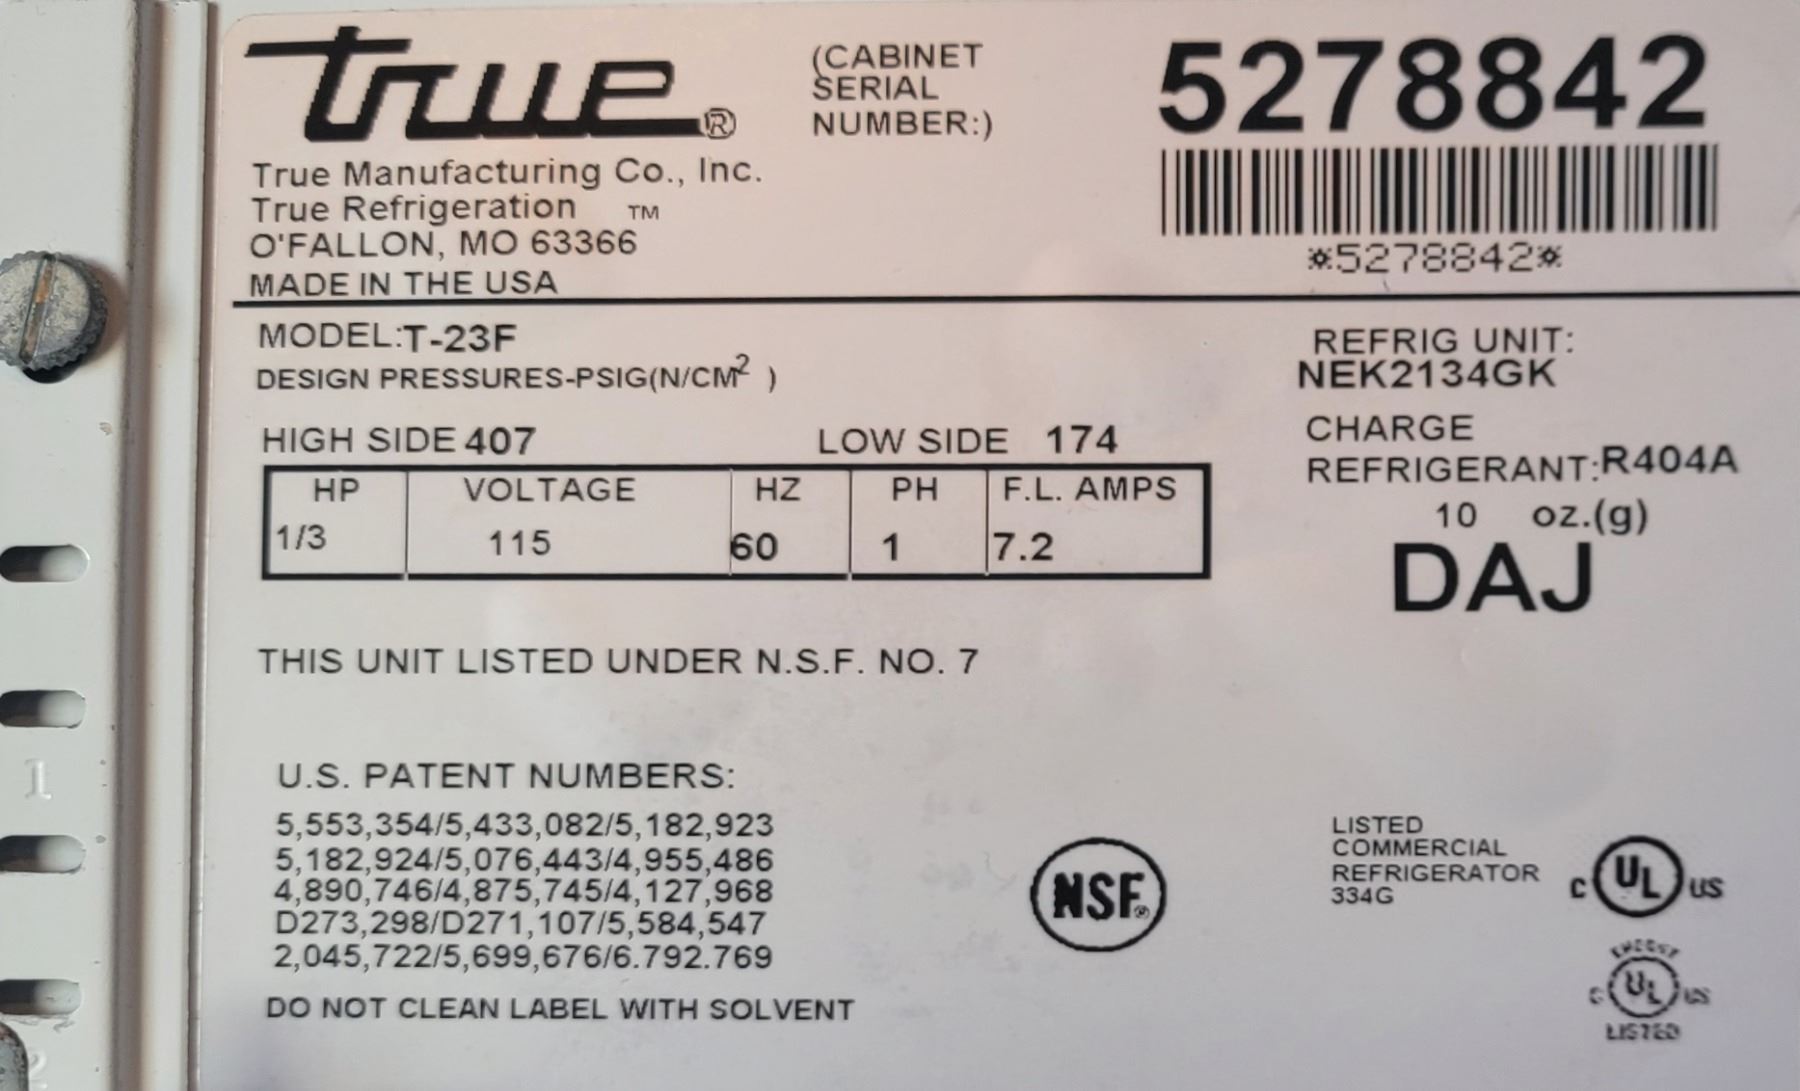 true®
(CABINET
SERIAL
NUMBER:)
5278842
*5278842*
True Manufacturing Co., Inc.
True Refrigeration ™
O'FALLON, MO 63366
MADE IN THE USA
MODEL:T-23F
DESIGN PRESSURES-PSIG(N/CM² )
HIGH SIDE 407 LOW SIDE 174
REFRIG UNIT:
NEK2134GK
CHARGE
REFRIGERANT:R404A
10 oz.(g)
DAJ
HP VOLTAGE HZ PH F.L. AMPS
1/3 115 60 1 7.2
THIS UNIT LISTED UNDER N.S.F. NO. 7
U.S. PATENT NUMBERS:
5,553,354/5,433,082/5,182,923
5,182,924/5,076,443/4,955,486
4,890,746/4,875,745/4,127,968
D273,298/D271,107/5,584,547
2,045,722/5,699,676/6.792.769
DO NOT CLEAN LABEL WITH SOLVENT
NSF®
LISTED
COMMERCIAL
REFRIGERATOR
334G
C UL US
ENERGY
C UL US
LISTED
1
2